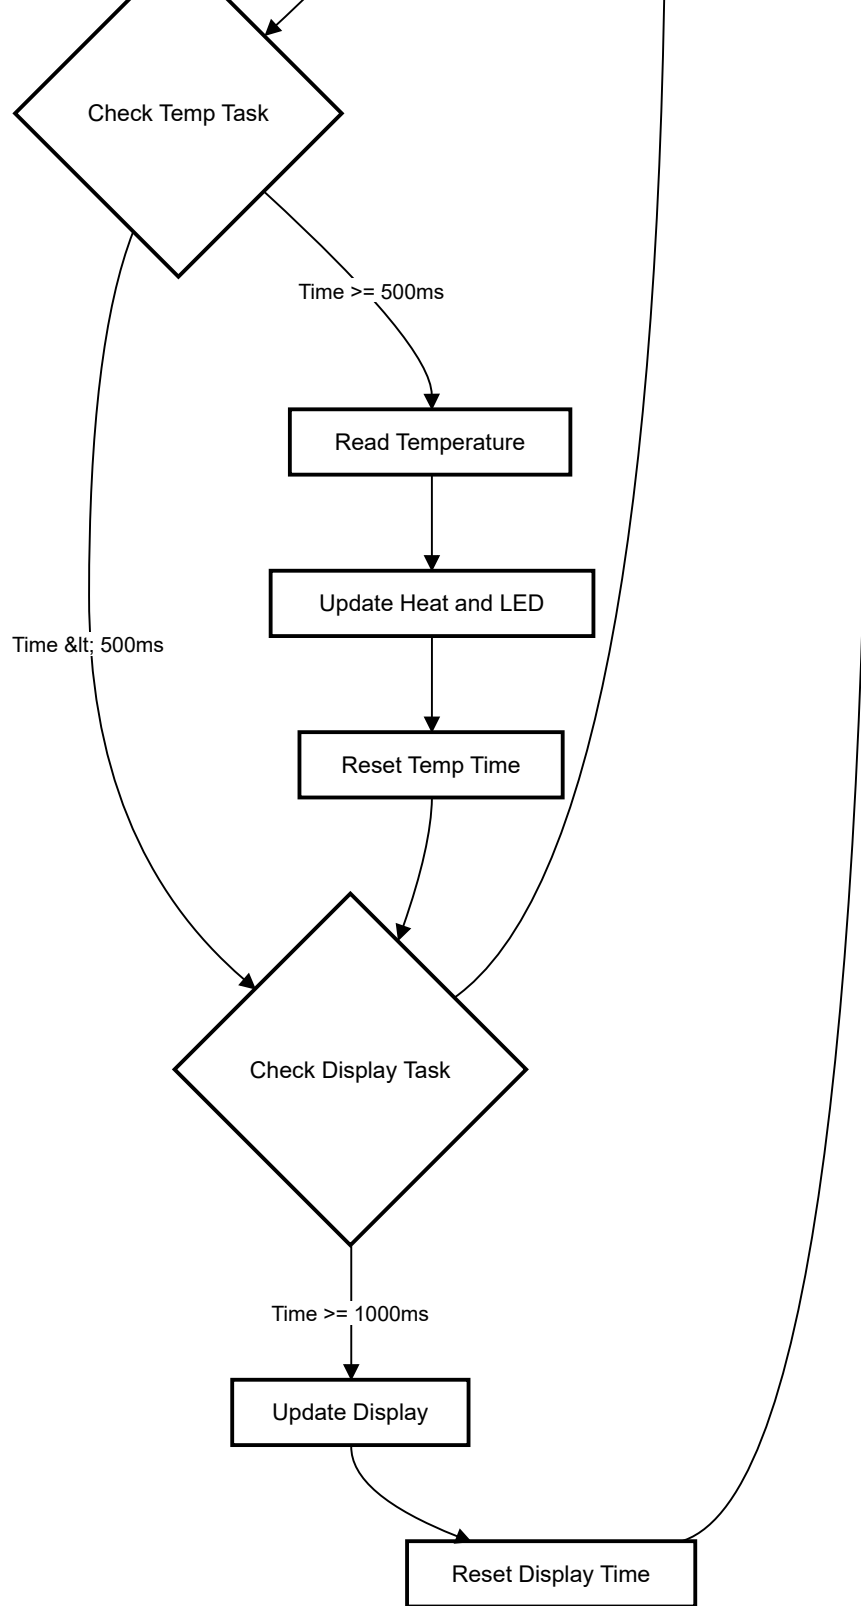 Check Temp Task
Time >= 500ms
Read Temperature
Update Heat and LED
Time &lt; 500ms
Reset Temp Time
Check Display Task
Time >= 1000ms
Update Display
Reset Display Time